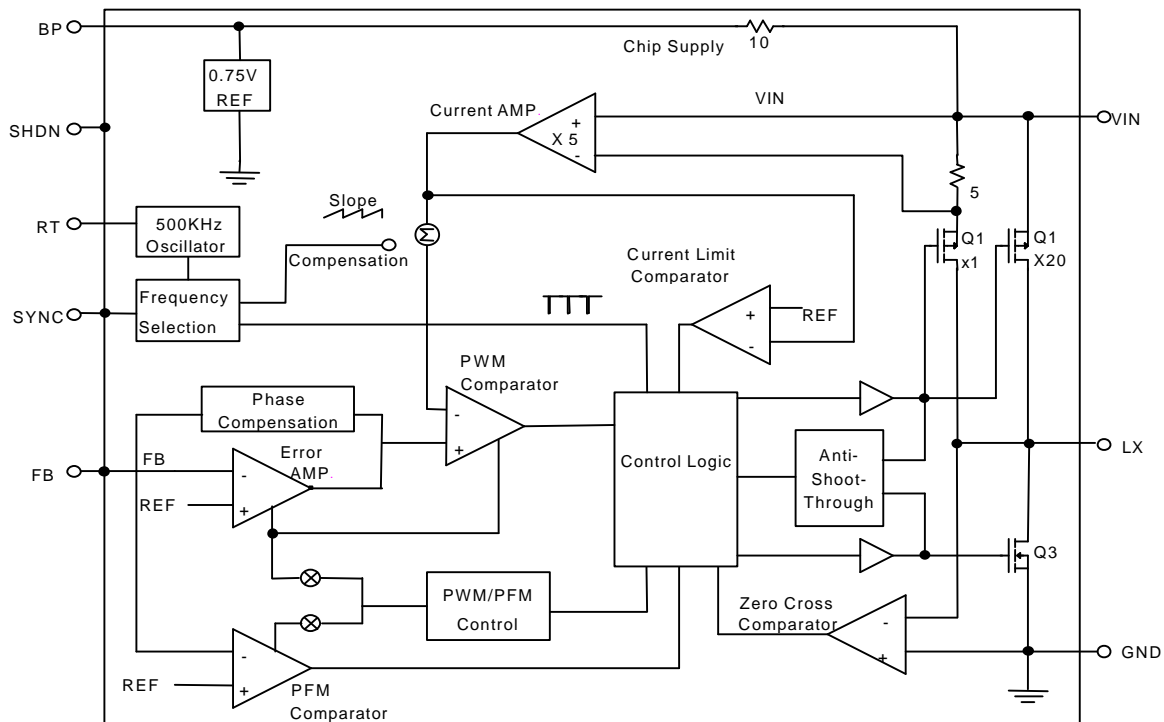 BP
Chip Supply
10
0.75V
REF
Current AMP.
VIN
+
X 5
-
VIN
SHDN
5
Slope
RT
500KHz
Oscillator
Σ
Q1
x1
Q1
X20
Compensation
Current Limit
Comparator
Frequency
Selection
SYNC
+
REF
-
PWM
Comparator
Phase
Compensation
-
+
Control Logic
Anti-
Shoot-
Through
LX
FB
FB
Error
AMP.
-
REF
+
Q3
PWM/PFM
Control
Zero Cross
Comparator
-
+
GND
-
REF
+
PFM
Comparator